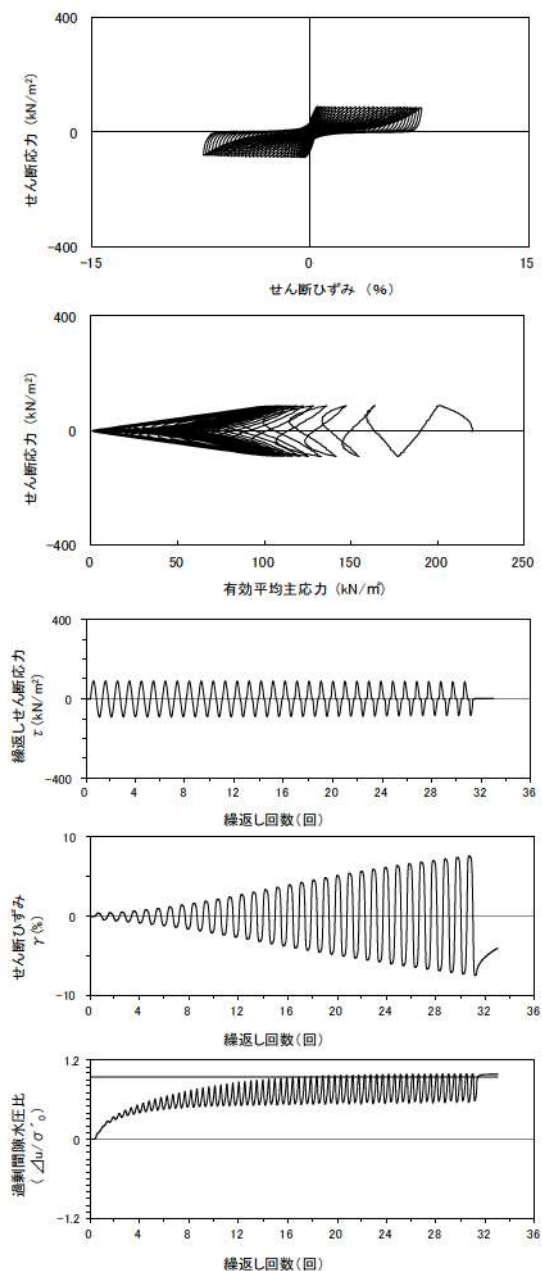 400
せん断応力 (kN/m²)
0
-400
-15
0
15
せん断ひずみ (%)
400
せん断応力 (kN/m²)
0
-400
0
50
100
150
200
250
有効平均主応力 (kN/㎡)
400
繰返しせん断応力
τ (kN/m²)
0
-400
0 4 8 12 16 20 24 28 32 36
繰返し回数(回)
10
せん断ひずみ
γ(%)
0
-10
0 4 8 12 16 20 24 28 32 36
繰返し回数(回)
1.2
過剰間隙水圧比
(⊿u/σ'₀)
0
-1.2
0 4 8 12 16 20 24 28 32 36
繰返し回数(回)